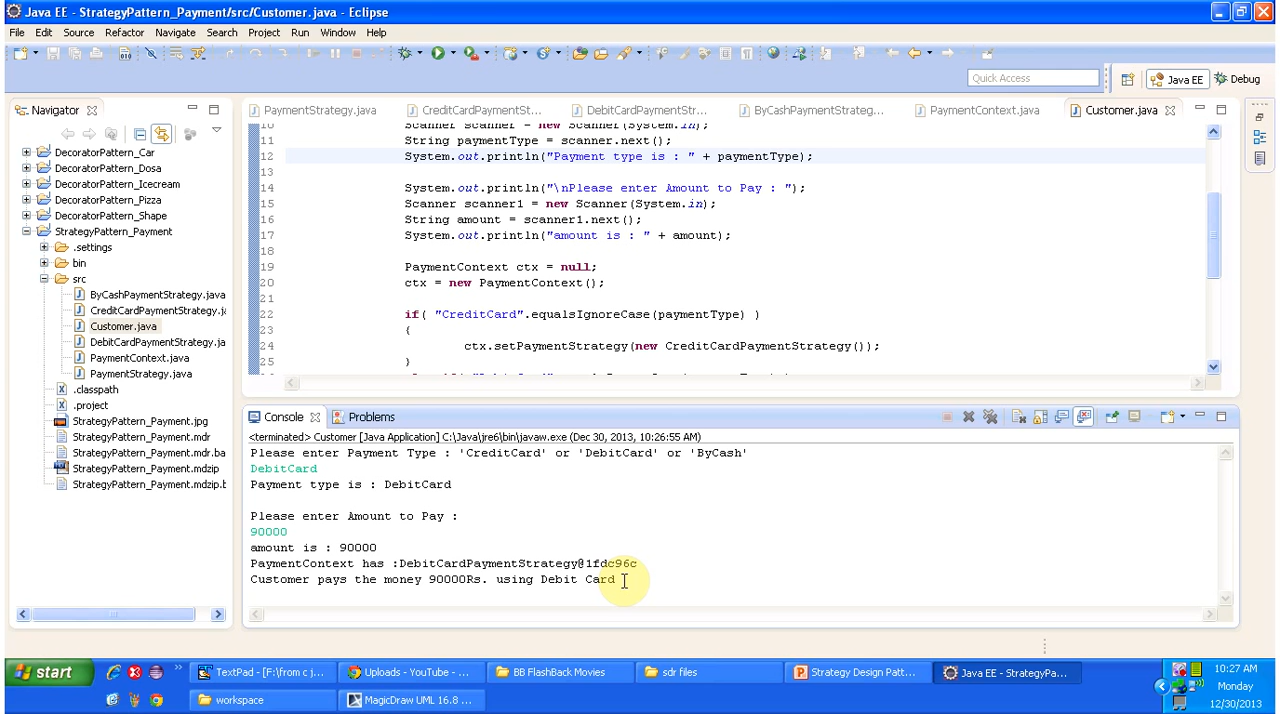 Java EE - StrategyPattern_Payment/src/Customer.java - Eclipse
File Edit Source Refactor Navigate Search Project Run Window Help
Quick Access
Java EE
Debug
Navigator
PaymentStrategy.java
CreditCardPaymentSt...
DebitCardPaymentStr...
ByCashPaymentStrateg...
PaymentContext.java
Customer.java
DecoratorPattern_Car
DecoratorPattern_Dosa
DecoratorPattern_Icecream
DecoratorPattern_Pizza
DecoratorPattern_Shape
StrategyPattern_Payment
.settings
bin
src
ByCashPaymentStrategy.java
CreditCardPaymentStrategy.ja
Customer.java
DebitCardPaymentStrategy.ja
PaymentContext.java
PaymentStrategy.java
.classpath
.project
StrategyPattern_Payment.jpg
StrategyPattern_Payment.mdr
StrategyPattern_Payment.mdr.ba
StrategyPattern_Payment.mdzip
StrategyPattern_Payment.mdzip.b
10 Scanner scanner = new Scanner(System.in);
11 String paymentType = scanner.next();
12 System.out.println("Payment type is : " + paymentType);
13
14 System.out.println("\nPlease enter Amount to Pay : ");
15 Scanner scanner1 = new Scanner(System.in);
16 String amount = scanner1.next();
17 System.out.println("amount is : " + amount);
18
19 PaymentContext ctx = null;
20 ctx = new PaymentContext();
21
22 if( "CreditCard".equalsIgnoreCase(paymentType) )
23 {
24 ctx.setPaymentStrategy(new CreditCardPaymentStrategy());
25 }
Console
Problems
<terminated> Customer [Java Application] C:\Java\jre6\bin\javaw.exe (Dec 30, 2013, 10:26:55 AM)
Please enter Payment Type : 'CreditCard' or 'DebitCard' or 'ByCash'
DebitCard
Payment type is : DebitCard
Please enter Amount to Pay :
90000
amount is : 90000
PaymentContext has :DebitCardPaymentStrategy@1fdc96c
Customer pays the money 90000Rs. using Debit Card
start
TextPad - [F:\from c j...
Uploads - YouTube - ...
BB FlashBack Movies
sdr files
Strategy Design Patt...
Java EE - StrategyPa...
workspace
MagicDraw UML 16.8 ...
10:27 AM
Monday
12/30/2013